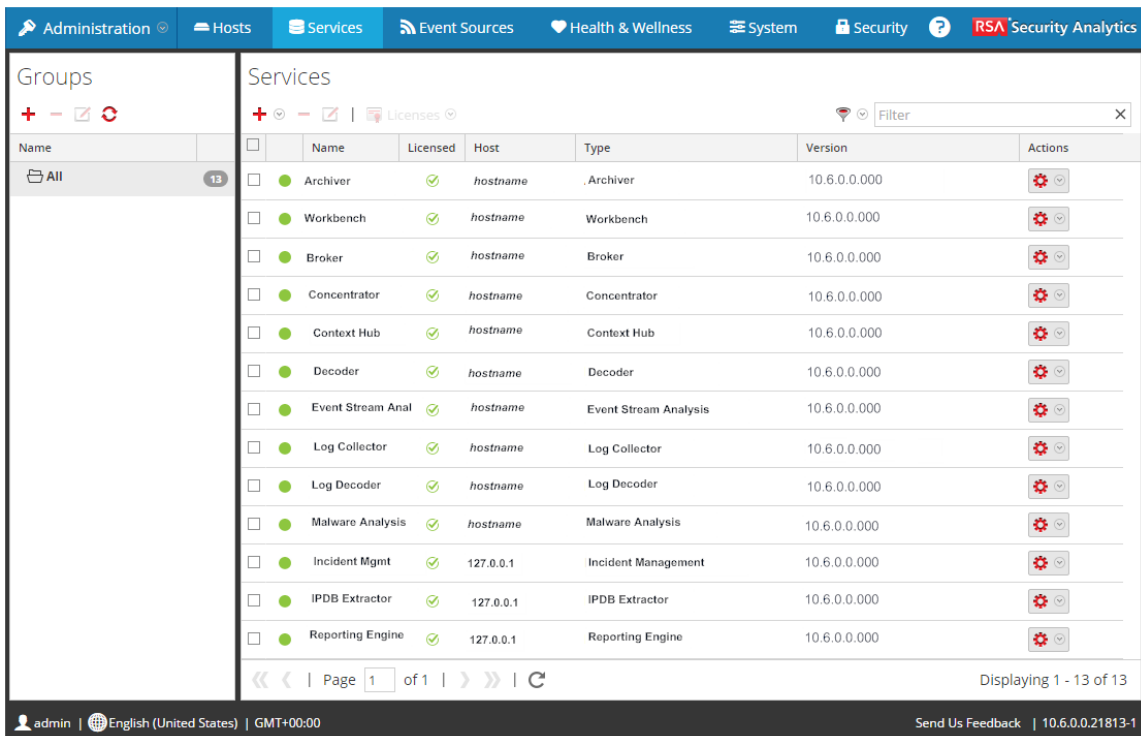 Administration Hosts Services Event Sources Health & Wellness System Security ? RSA Security Analytics
Groups
Services
Licenses
Filter
Name
Name Licensed Host Type Version Actions
All 13
Archiver hostname Archiver 10.6.0.0.000
Workbench hostname Workbench 10.6.0.0.000
Broker hostname Broker 10.6.0.0.000
Concentrator hostname Concentrator 10.6.0.0.000
Context Hub hostname Context Hub 10.6.0.0.000
Decoder hostname Decoder 10.6.0.0.000
Event Stream Anal hostname Event Stream Analysis 10.6.0.0.000
Log Collector hostname Log Collector 10.6.0.0.000
Log Decoder hostname Log Decoder 10.6.0.0.000
Malware Analysis hostname Malware Analysis 10.6.0.0.000
Incident Mgmt 127.0.0.1 Incident Management 10.6.0.0.000
IPDB Extractor 127.0.0.1 IPDB Extractor 10.6.0.0.000
Reporting Engine 127.0.0.1 Reporting Engine 10.6.0.0.000
| Page 1 of 1 | | Displaying 1 - 13 of 13
admin | English (United States) | GMT+00:00 Send Us Feedback | 10.6.0.0.21813-1